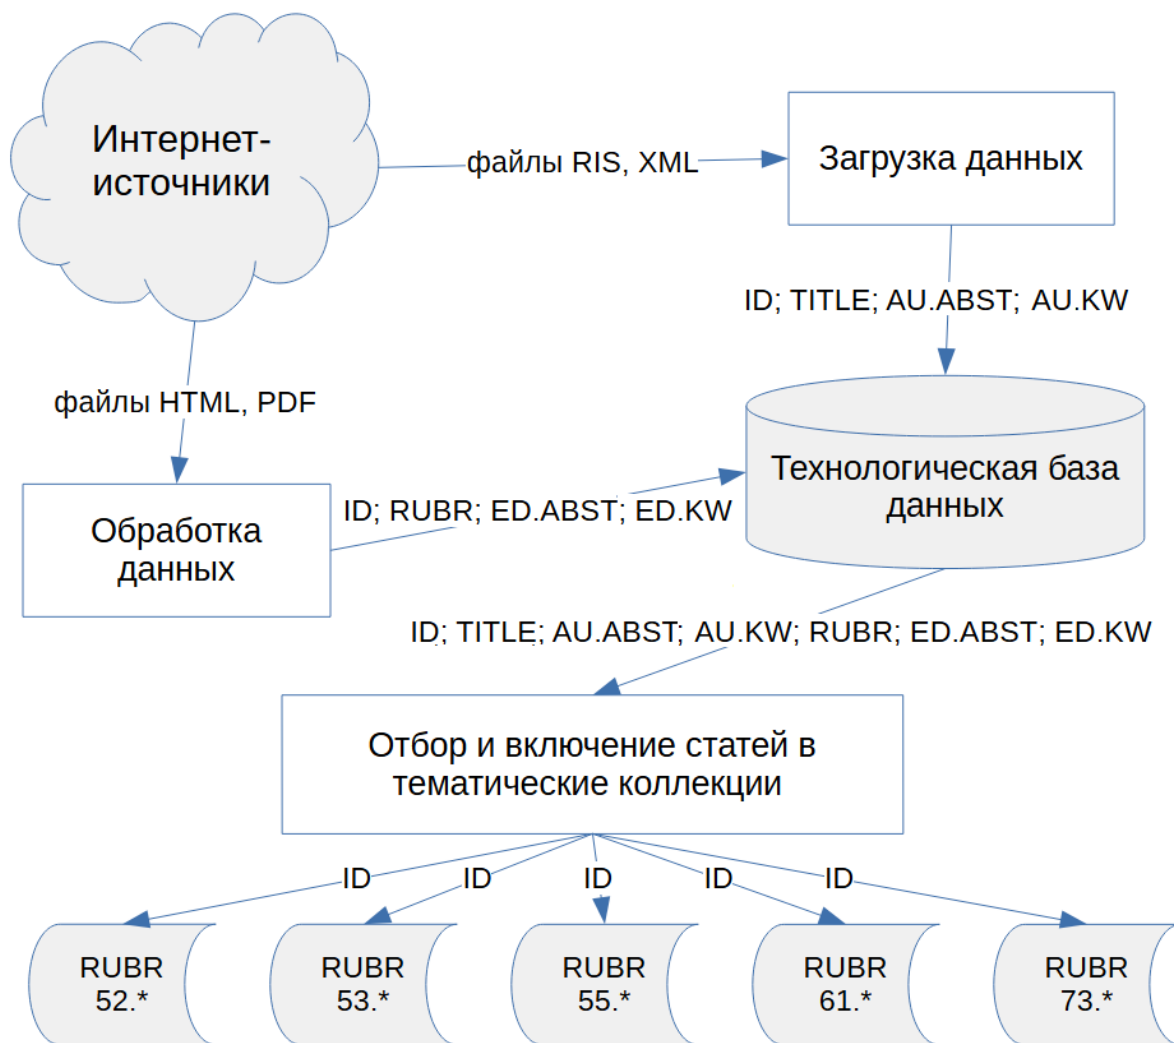 Интернет-
источники
файлы RIS, XML
Загрузка данных
ID; TITLE; AU.ABST; AU.KW
файлы HTML, PDF
Технологическая база
данных
ID; RUBR; ED.ABST; ED.KW
Обработка
данных
ID; TITLE; AU.ABST; AU.KW; RUBR; ED.ABST; ED.KW
Отбор и включение статей в
тематические коллекции
ID
ID
ID
ID
ID
RUBR
52.*
RUBR
53.*
RUBR
55.*
RUBR
61.*
RUBR
73.*